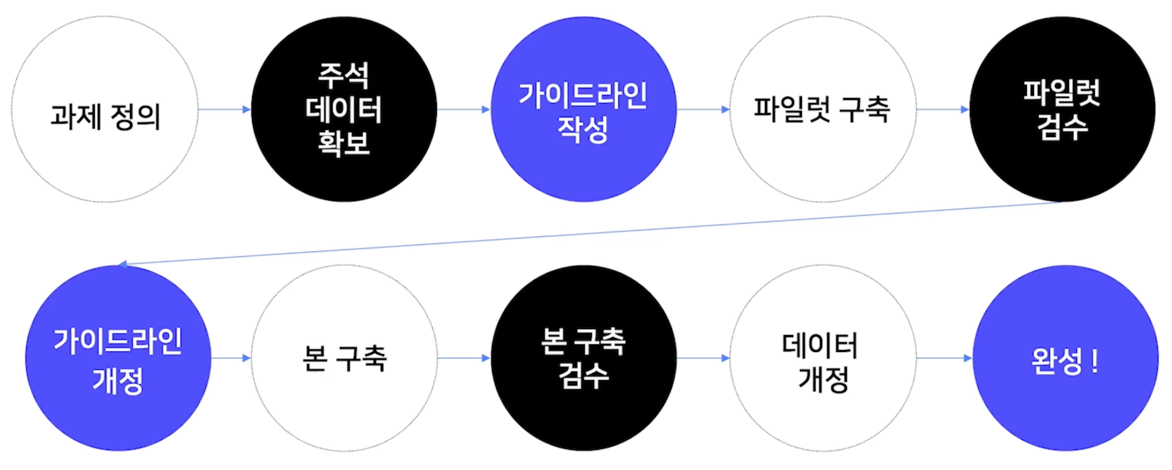 과제 정의
주석
데이터
확보
가이드라인
작성
파일럿 구축
파일럿
검수
가이드라인
개정
본 구축
본 구축
검수
데이터
개정
완성 !